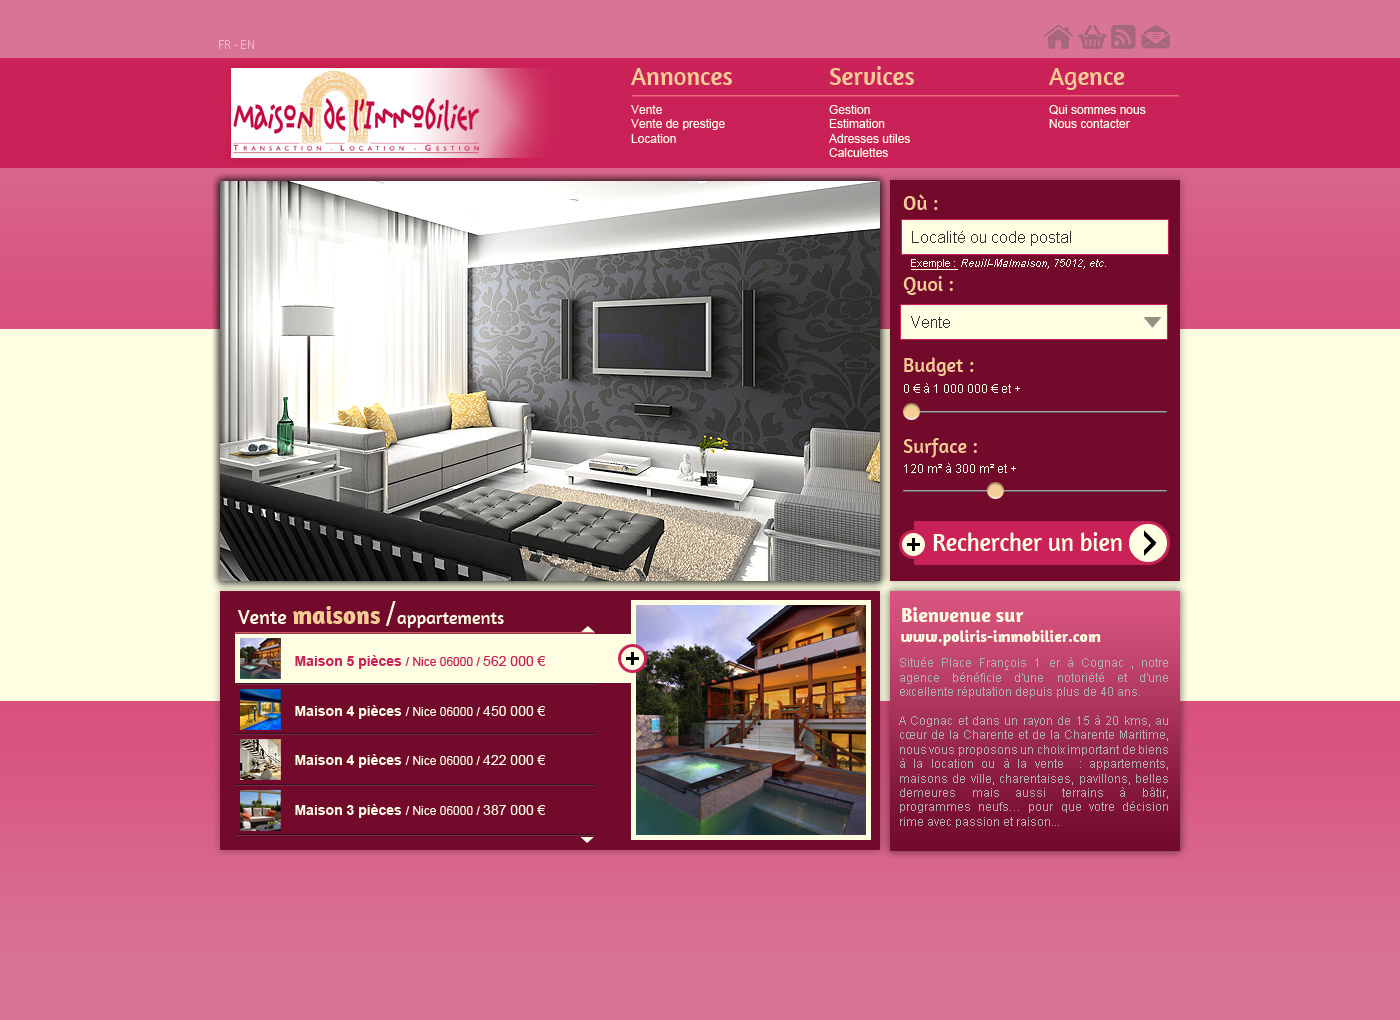 FR - EN
Maison de l'Immobilier
Transaction - Location - Gestion
Annonces
Vente
Vente de prestige
Location
Services
Gestion
Estimation
Adresses utiles
Calculettes
Agence
Qui sommes nous
Nous contacter
Où :
Localité ou code postal
Exemple : Reuill-Malmaison, 75012, etc.
Quoi :
Vente
Budget :
0 € à 1 000 000 € et +
Surface :
120 m² à 300 m² et +
Rechercher un bien
Vente maisons / appartements
Maison 5 pièces / Nice 06000 / 562 000 €
Maison 4 pièces / Nice 06000 / 450 000 €
Maison 4 pièces / Nice 06000 / 422 000 €
Maison 3 pièces / Nice 06000 / 387 000 €
Bienvenue sur
www.poliris-immobilier.com
Située Place François 1 er à Cognac , notre
agence bénéficie d'une notoriété et d'une
excellente réputation depuis plus de 40 ans.
A Cognac et dans un rayon de 15 à 20 kms, au
cœur de la Charente et de la Charente Maritime,
nous vous proposons un choix important de biens
à la location ou à la vente : appartements,
maisons de ville, charentaises, pavillons, belles
demeures mais aussi terrains à bâtir,
programmes neufs... pour que votre décision
rime avec passion et raison...